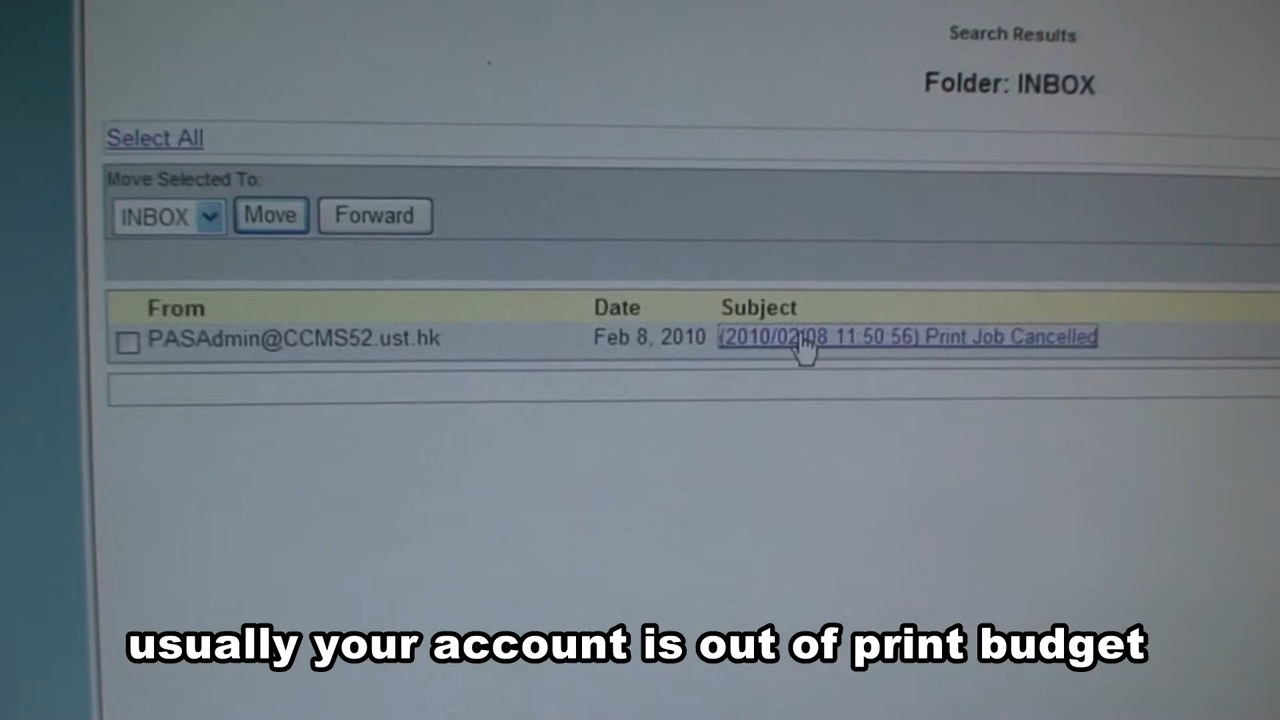 Search Results
Folder: INBOX
Select All
Move Selected To:
INBOX Move Forward
From Date Subject
PASAdmin@CCMS52.ust.hk Feb 8, 2010 (2010/02/08 11:50:56) Print Job Cancelled
usually your account is out of print budget